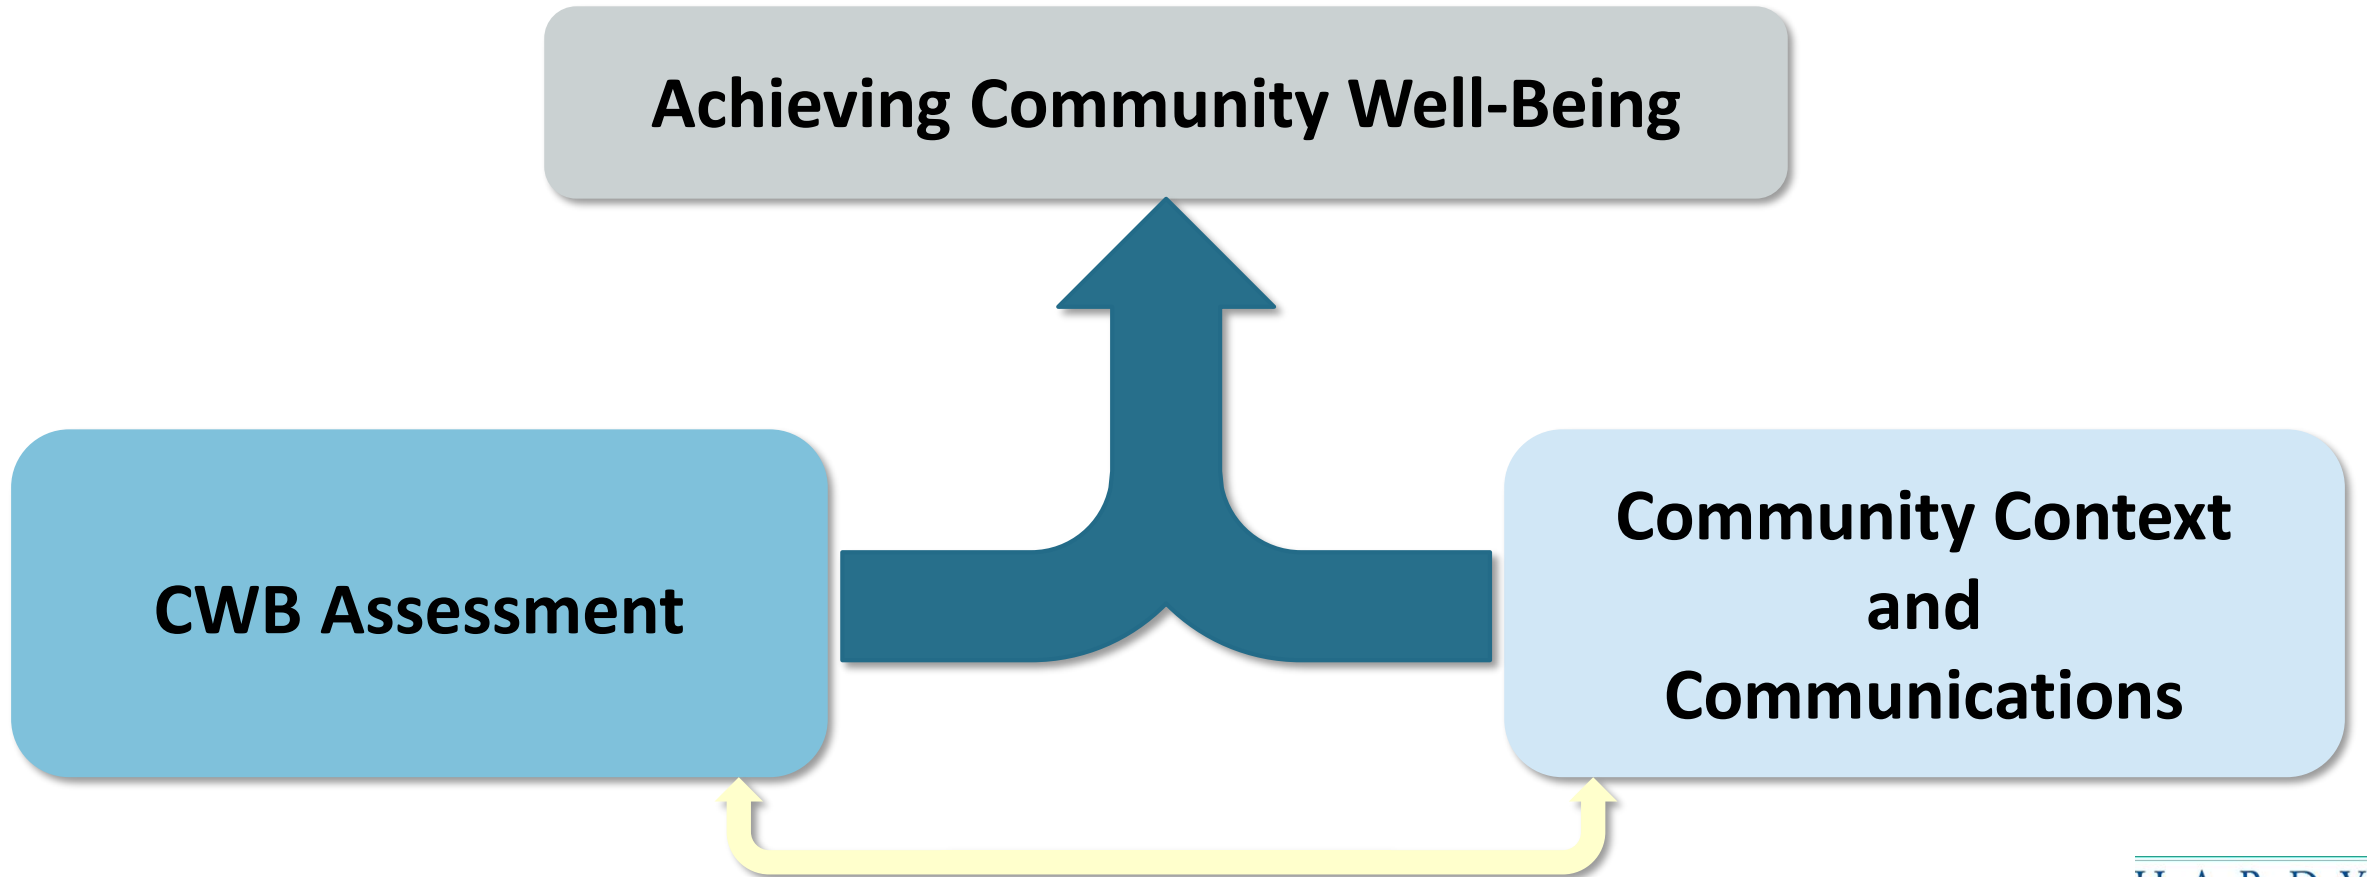 Achieving Community Well-Being
CWB Assessment
Community Context
and
Communications